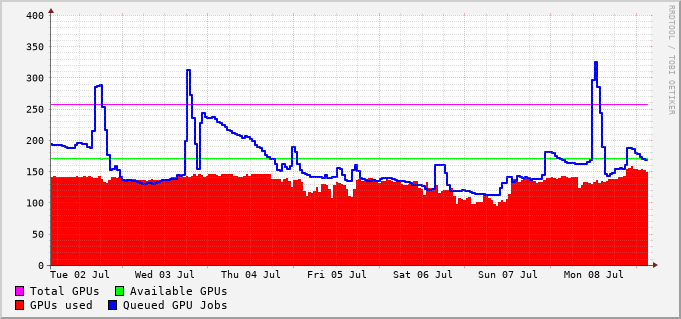 400
350
300
250
200
150
100
50
0
Tue 02 Jul Wed 03 Jul Thu 04 Jul Fri 05 Jul Sat 06 Jul Sun 07 Jul Mon 08 Jul
Total GPUs Available GPUs
GPUs used Queued GPU Jobs
RRDTOOL / TOBI OETIKER